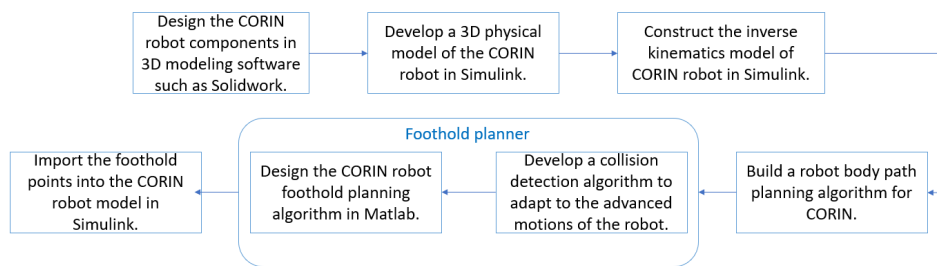 Design the CORIN
robot components in
3D modeling software
such as Solidwork.
Develop a 3D physical
model of the CORIN
robot in Simulink.
Construct the inverse
kinematics model of
CORIN robot in Simulink.
Foothold planner
Import the foothold
points into the CORIN
robot model in
Simulink.
Design the CORIN robot
foothold planning
algorithm in Matlab.
Develop a collision
detection algorithm to
adapt to the advanced
motions of the robot.
Build a robot body path
planning algorithm for
CORIN.